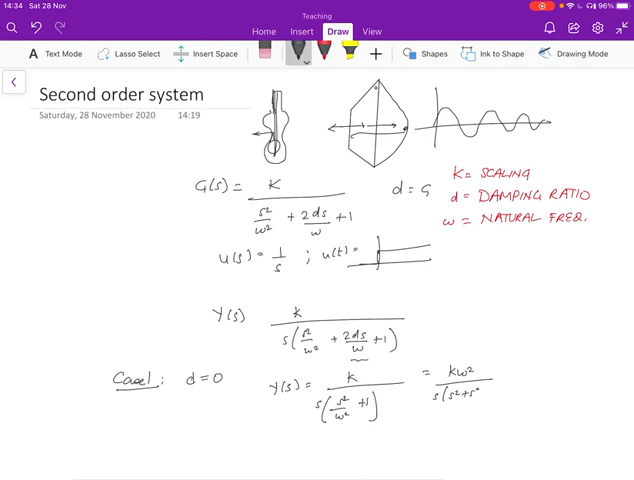 14:34 Sat 28 Nov
96%
Teaching
Home Insert Draw View
Text Mode Lasso Select Insert Space Shapes Ink to Shape Drawing Mode
Second order system
Saturday, 28 November 2020 14:19
G(s) = K / (s²/ω² + 2ds/ω + 1)
d = ς
K = SCALING
d = DAMPING RATIO
ω = NATURAL FREQ.
u(s) = 1/s ; u(t) =
Y(s) k / s(s²/ω² + 2ds/ω + 1)
Case1: d = 0 Y(s) = k / s(s²/ω² + 1) = kω² / s(s² + s°